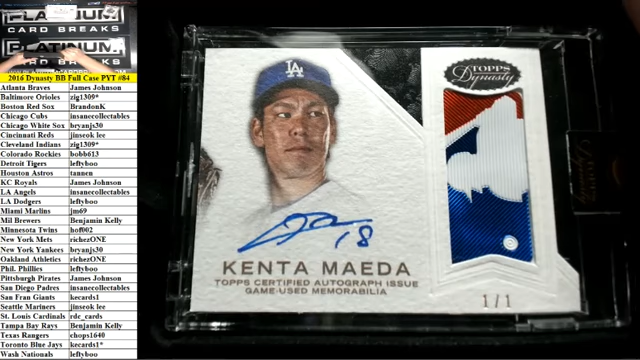 PLATINUM
CARD BREAKS
PLATINUM
CARD BREAKS
2016 Dynasty BB Full Case PYT #84
Atlanta Braves James Johnson
Baltimore Orioles zig1309*
Boston Red Sox BrandonK
Chicago Cubs insanecollectables
Chicago White Sox bryanjs30
Cincinnati Reds jinseok lee
Cleveland Indians zig1309*
Colorado Rockies bobb613
Detroit Tigers leftyboo
Houston Astros tannen
KC Royals James Johnson
LA Angels insanecollectables
LA Dodgers leftyboo
Miami Marlins jm69
Mil Brewers Benjamin Kelly
Minnesota Twins hof002
New York Mets richezONE
New York Yankees bryanjs30
Oakland Athletics richezONE
Phil. Phillies leftyboo
Pittsburgh Pirates James Johnson
San Diego Padres insanecollectables
San Fran Giants kecards1
Seattle Mariners jinseok lee
St. Louis Cardinals rdc_cards
Tampa Bay Rays Benjamin Kelly
Texas Rangers chops1640
Toronto Blue Jays kecards1*
Wash Nationals leftyboo
LA
TOPPS
Dynasty
18
KENTA MAEDA
TOPPS CERTIFIED AUTOGRAPH ISSUE
GAME-USED MEMORABILIA
1/1